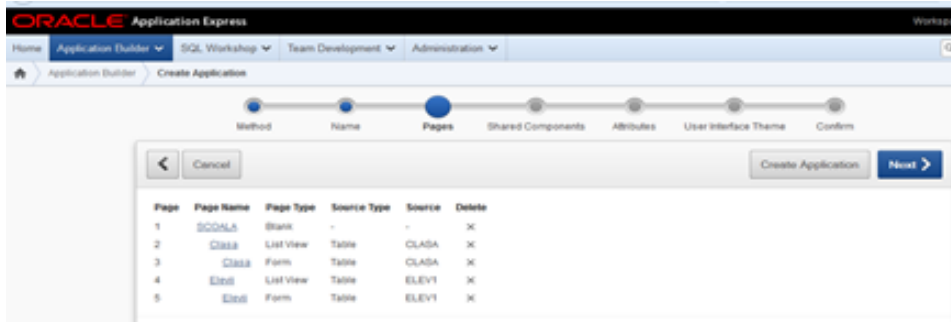 ORACLE Application Express
Home Application Builder SQL Workshop Team Development Administration
Application Builder Create Application
Method Name Pages Shared Components Attributes User Interface Theme Confirm
Cancel Create Application Next
Page Page Name Page Type Source Type Source Delete
1 SCOALA Blank - -
2 Clasa List View Table CLASA
3 Clasa Form Table CLASA
4 Elevi List View Table ELEV1
5 Elevi Form Table ELEV1